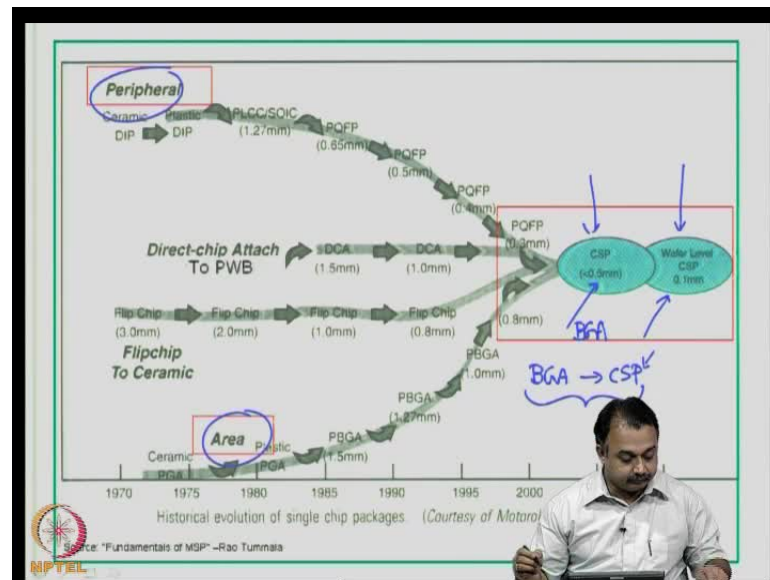 Peripheral
Ceramic Plastic PLCC/SOIC
DIP DIP (1.27mm) PQFP
(0.65mm) PQFP
(0.5mm) PQFP
(0.4mm) PQFP
(0.3mm)
Direct-chip Attach DCA DCA
To PWB (1.5mm) (1.0mm)
CSP Wafer Level
(<0.5mm) CSP
0.1mm
Flip Chip Flip Chip Flip Chip Flip Chip
(3.0mm) (2.0mm) (1.0mm) (0.8mm) (0.8mm)
BGA
Flipchip
To Ceramic
PBGA
(1.0mm)
BGA → CSP
PBGA
(1.27mm)
Area
Ceramic Plastic PBGA
PGA PGA (1.5mm)
1970 1975 1980 1985 1990 1995 2000
Historical evolution of single chip packages. (Courtesy of Motorol
Source: "Fundamentals of MSP" –Rao Tummala
NPTEL